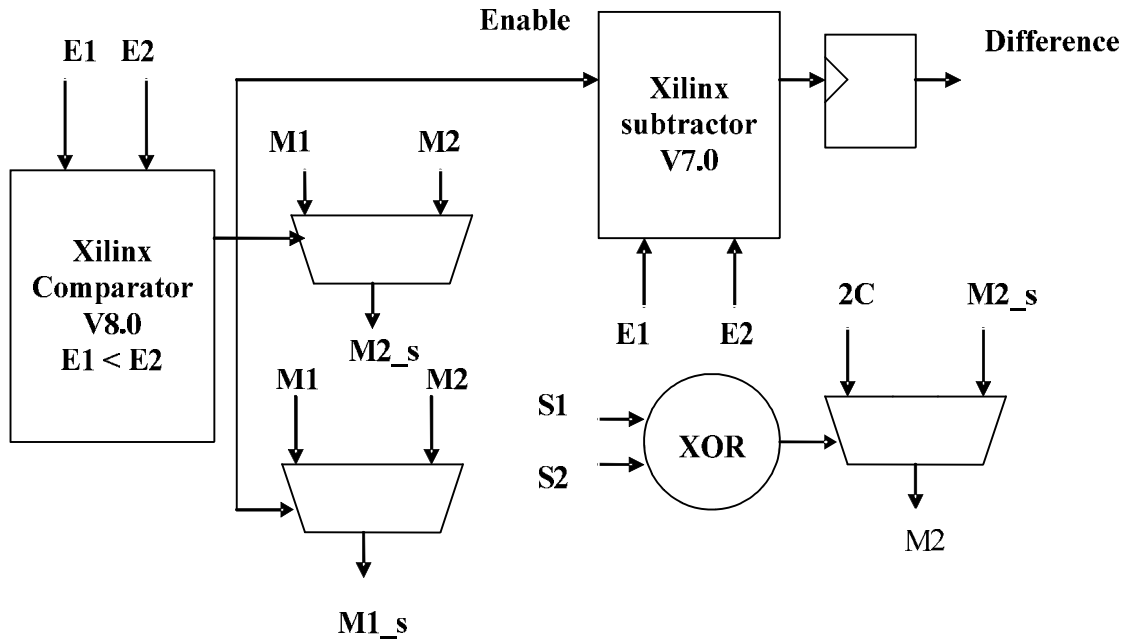 E1 E2
Enable
Difference
Xilinx
subtractor
V7.0
M1 M2
Xilinx
Comparator
V8.0
E1 < E2
M2_s
E1 E2
2C M2_s
M1 M2
S1
S2
XOR
M2
M1_s